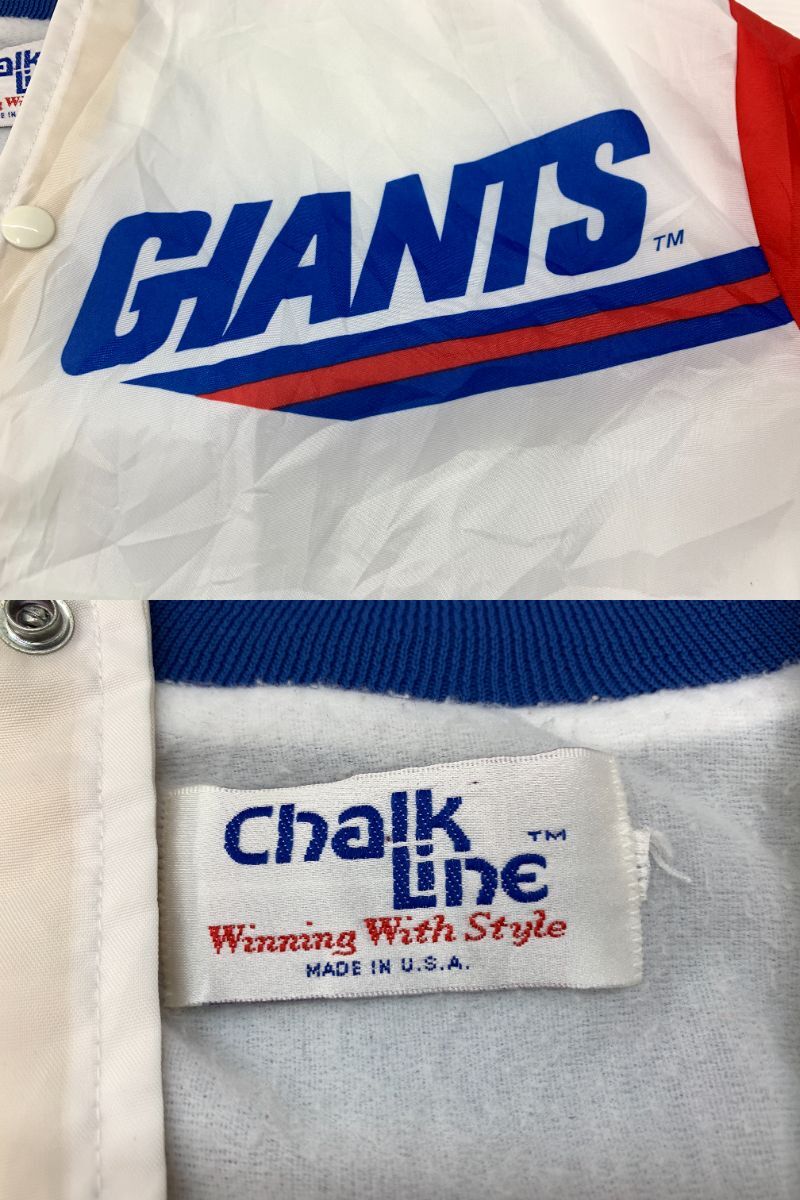 GIANTS
TM
Chalk
Line TM
Winning With Style
MADE IN U.S.A.